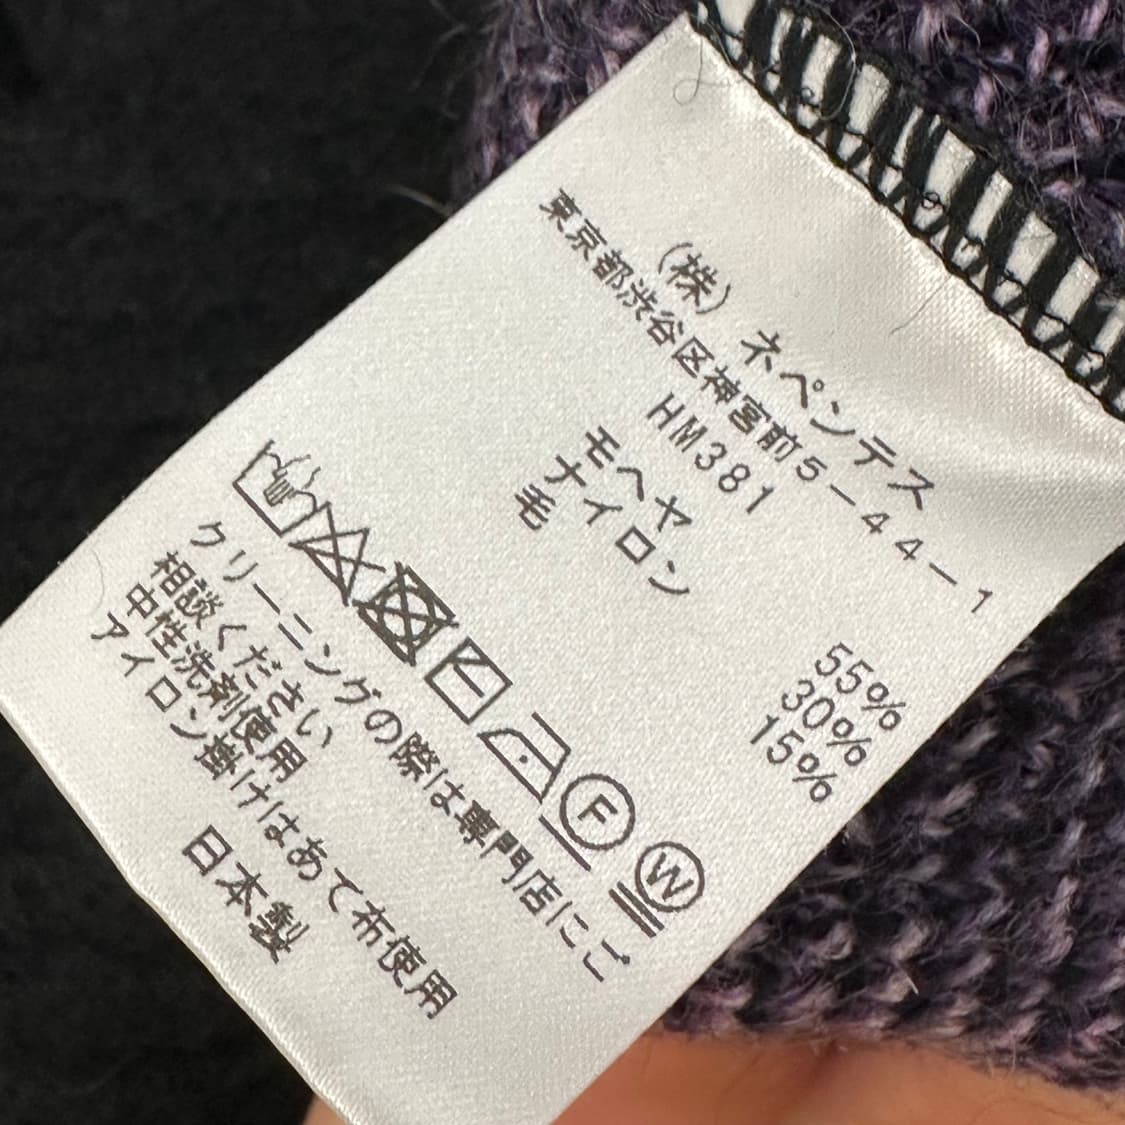 (株) ネペンテス
東京都渋谷区神宮前5-44-1
HM381
モヘヤ 55%
ナイロン 30%
毛 15%
F W
クリーニングの際は専門店にご
相談ください
中性洗剤使用
アイロン掛けはあて布使用
日本製